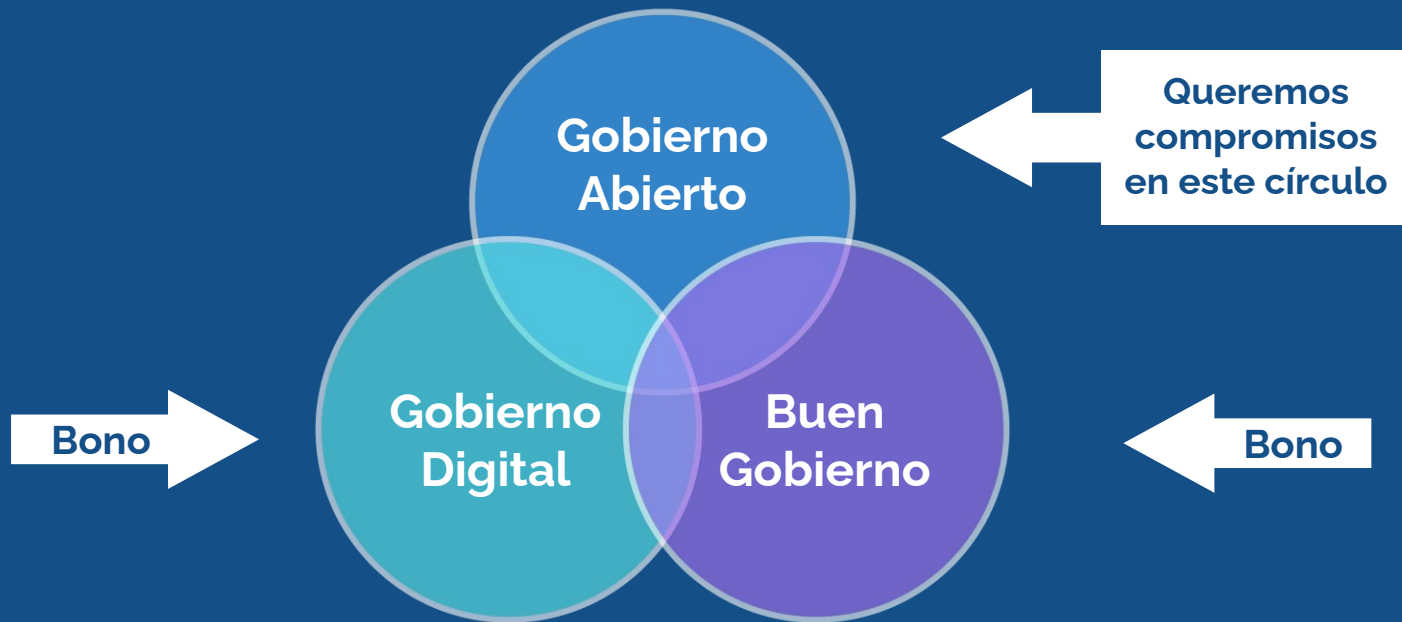 Gobierno
Abierto
Queremos
compromisos
en este círculo
Gobierno
Digital
Buen
Gobierno
Bono
Bono